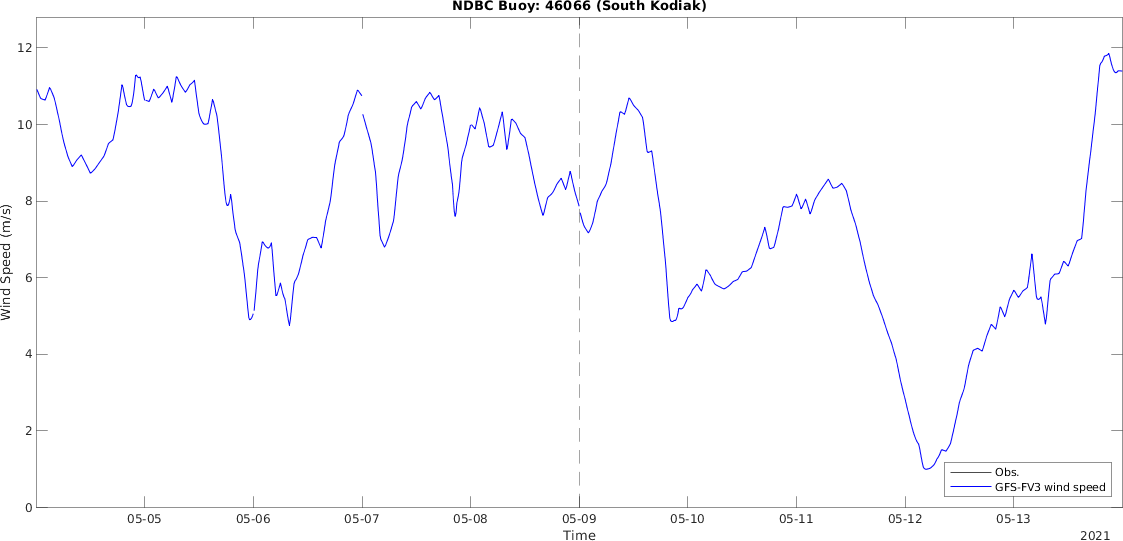 NDBC Buoy: 46066 (South Kodiak)
Wind Speed (m/s)
12
10
8
6
4
2
0
05-05 05-06 05-07 05-08 05-09 05-10 05-11 05-12 05-13
Time
2021
Obs.
GFS-FV3 wind speed